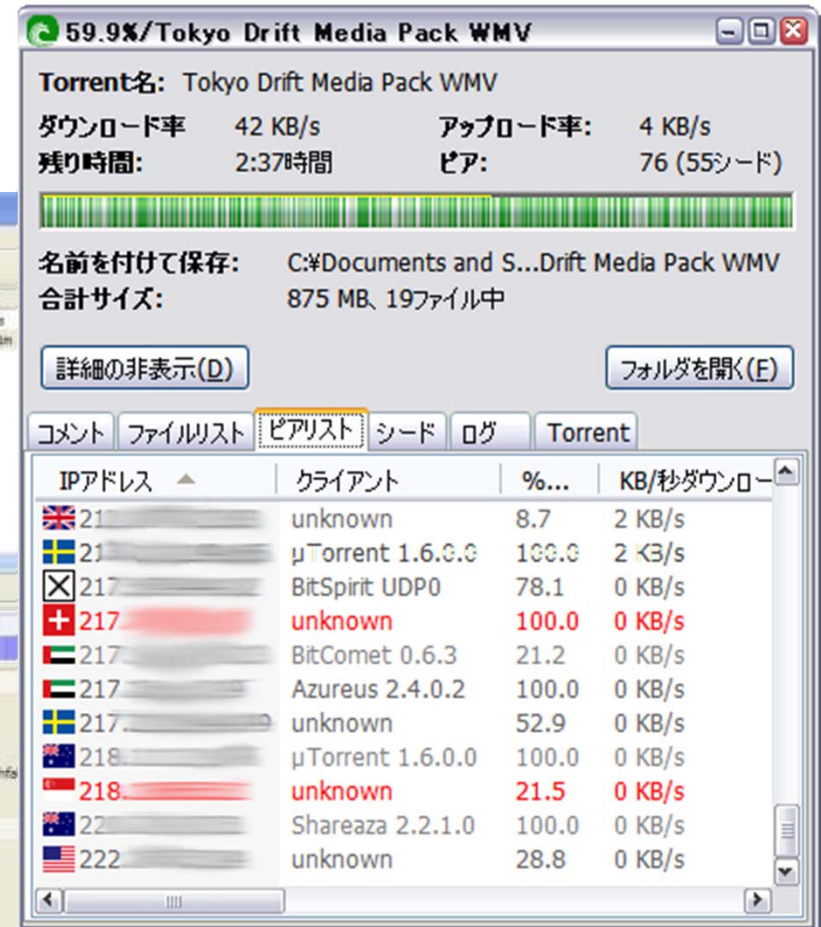 59.9%/Tokyo Drift Media Pack WMV
Torrent名: Tokyo Drift Media Pack WMV
ダウンロード率 42 KB/s アップロード率: 4 KB/s
残り時間: 2:37時間 ピア: 76 (55シード)
名前を付けて保存: C:¥Documents and S...Drift Media Pack WMV
合計サイズ: 875 MB、19ファイル中
詳細の非表示(D) フォルダを開く(F)
コメント ファイルリスト ピアリスト シード ログ Torrent
IPアドレス クライアント %... KB/秒ダウンロー
unknown 8.7 2 KB/s
µTorrent 1.6.0.0 100.0 2 KB/s
217 BitSpirit UDP0 78.1 0 KB/s
217. unknown 100.0 0 KB/s
217 BitComet 0.6.3 21.2 0 KB/s
217 Azureus 2.4.0.2 100.0 0 KB/s
217. unknown 52.9 0 KB/s
218 µTorrent 1.6.0.0 100.0 0 KB/s
218. unknown 21.5 0 KB/s
22 Shareaza 2.2.1.0 100.0 0 KB/s
222 unknown 28.8 0 KB/s